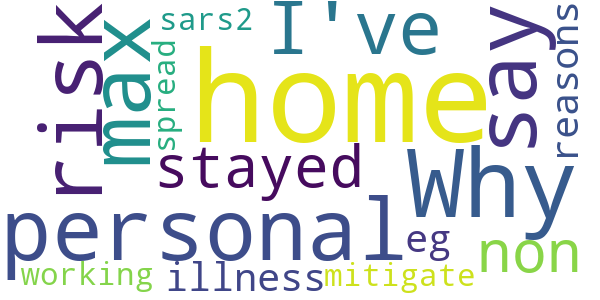 sars2
I've
risk
max
spread
home
say
reasons
stayed
Why
personal
eg
non
working
illness
mitigate